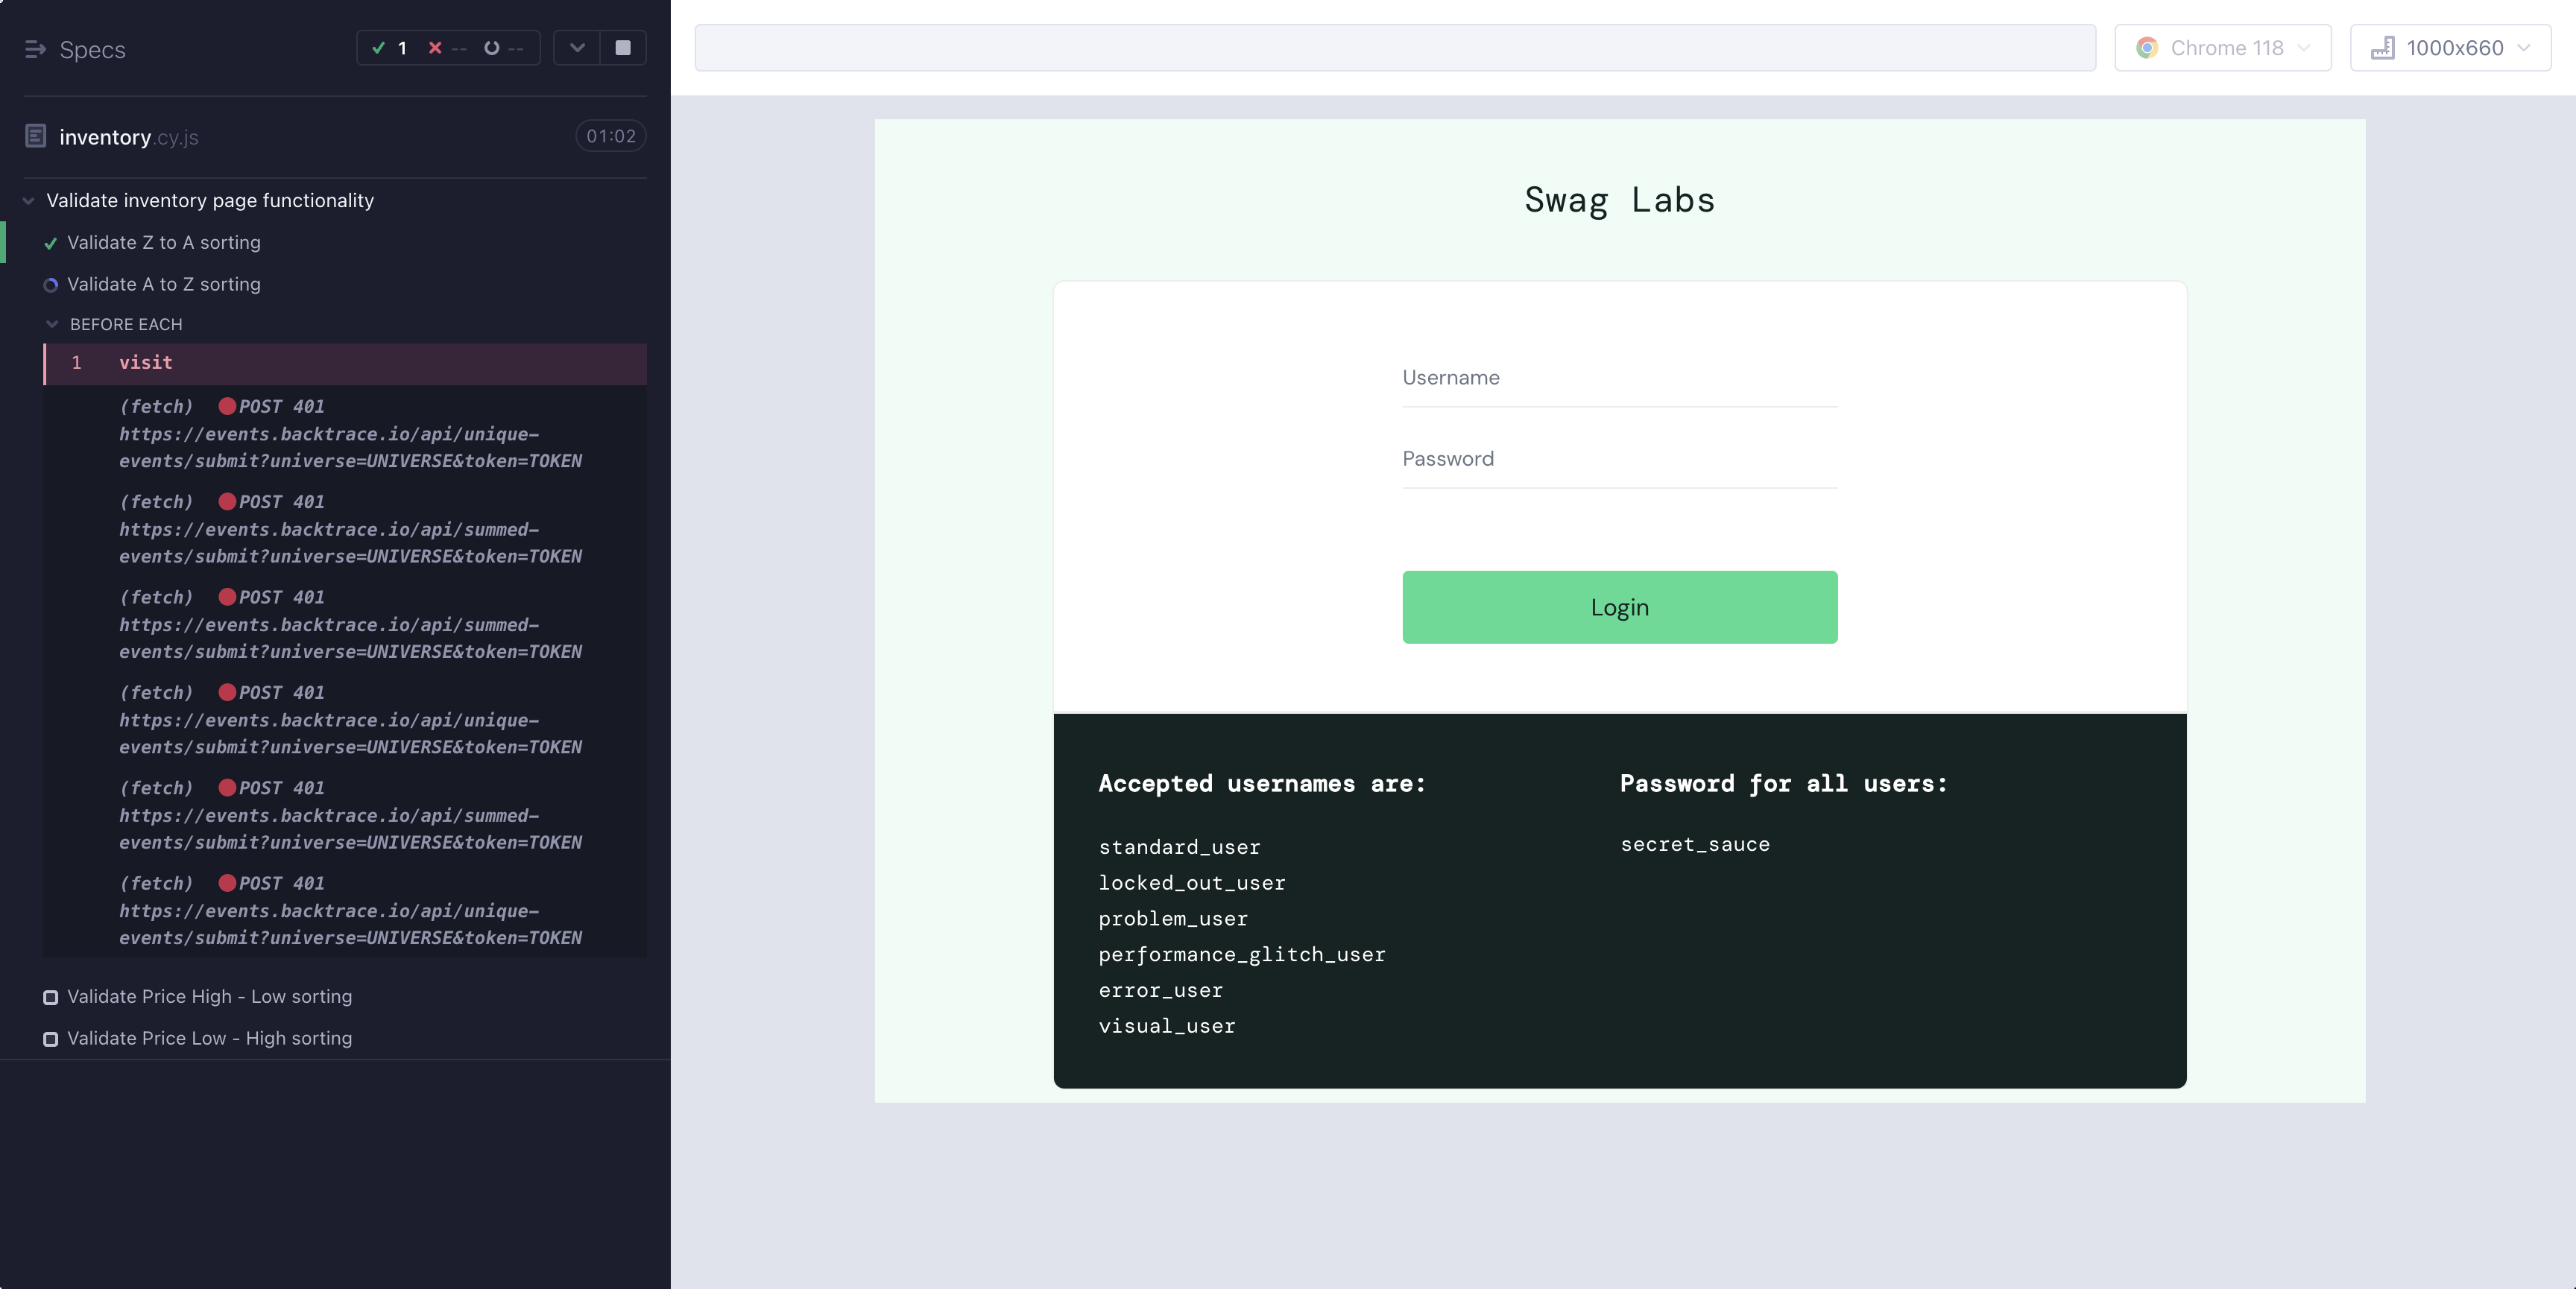 Specs
1 -- --
inventory.cy.js 01:02
Validate inventory page functionality
Validate Z to A sorting
Validate A to Z sorting
BEFORE EACH
1 visit
(fetch) POST 401
https://events.backtrace.io/api/unique-
events/submit?universe=UNIVERSE&token=TOKEN
(fetch) POST 401
https://events.backtrace.io/api/summed-
events/submit?universe=UNIVERSE&token=TOKEN
(fetch) POST 401
https://events.backtrace.io/api/summed-
events/submit?universe=UNIVERSE&token=TOKEN
(fetch) POST 401
https://events.backtrace.io/api/unique-
events/submit?universe=UNIVERSE&token=TOKEN
(fetch) POST 401
https://events.backtrace.io/api/summed-
events/submit?universe=UNIVERSE&token=TOKEN
(fetch) POST 401
https://events.backtrace.io/api/unique-
events/submit?universe=UNIVERSE&token=TOKEN
Validate Price High - Low sorting
Validate Price Low - High sorting
Chrome 118
1000x660
Swag Labs
Username
Password
Login
Accepted usernames are:
standard_user
locked_out_user
problem_user
performance_glitch_user
error_user
visual_user
Password for all users:
secret_sauce